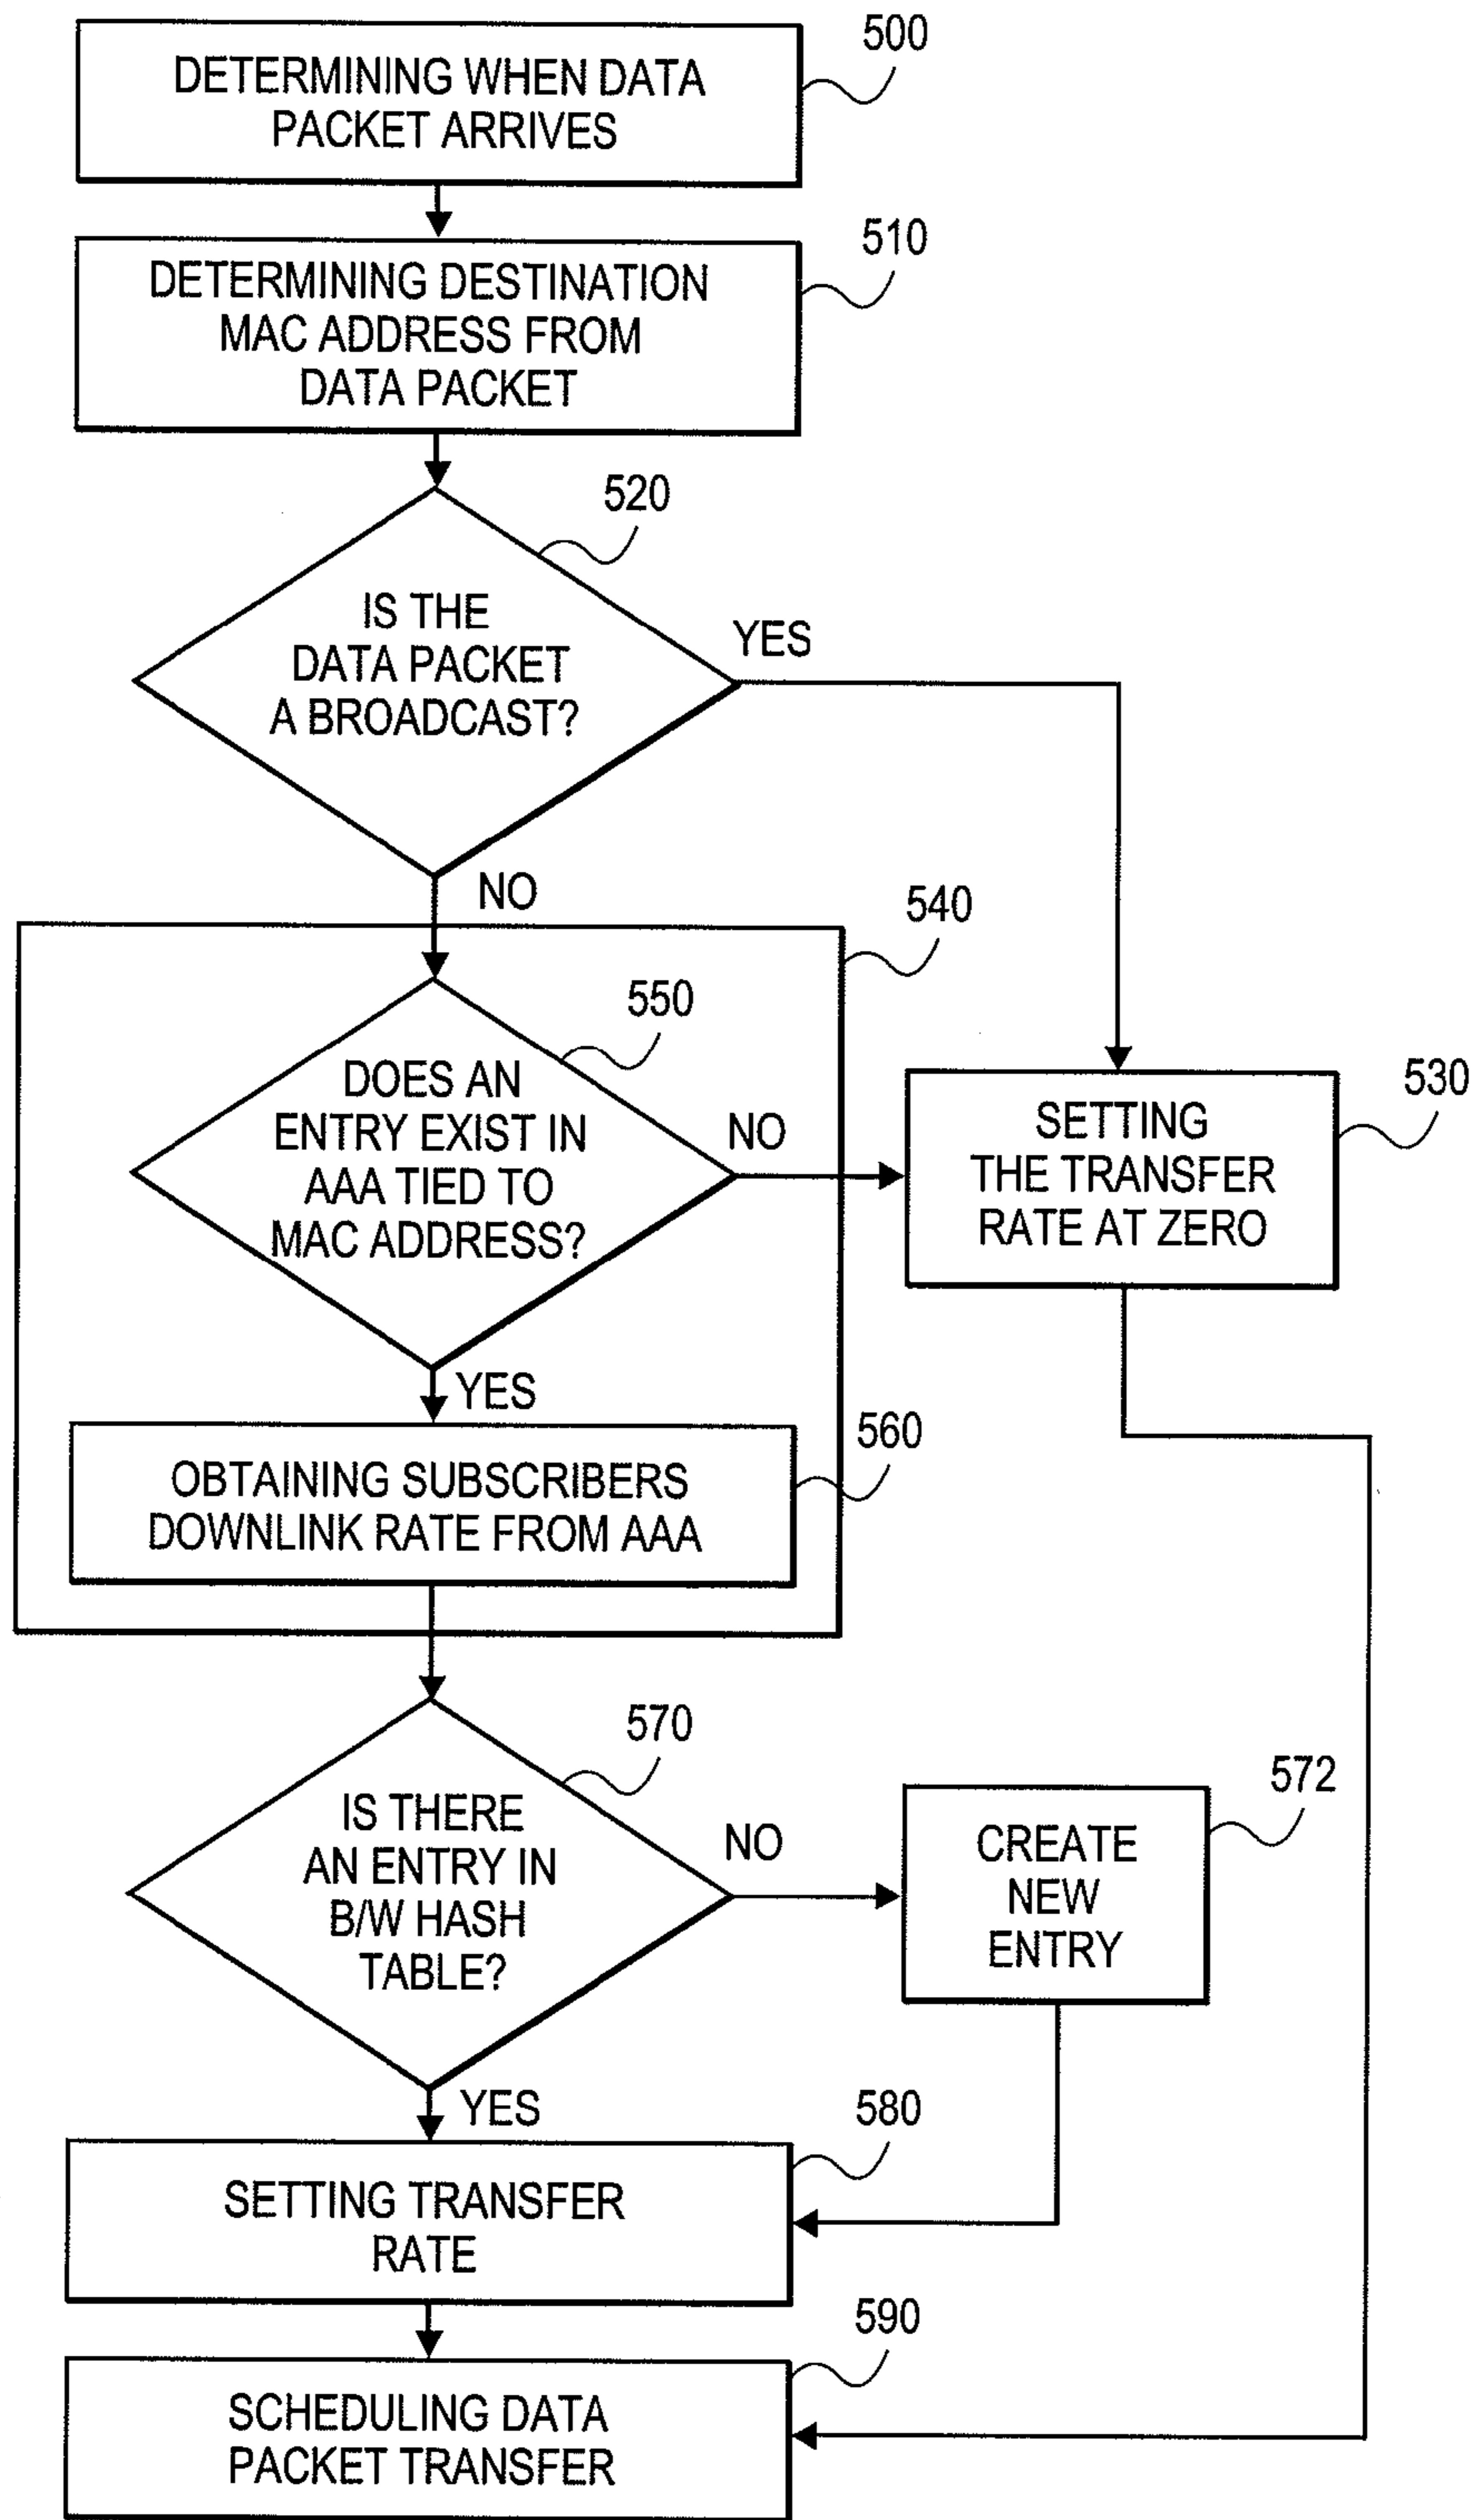 500
DETERMINING WHEN DATA
PACKET ARRIVES
510
DETERMINING DESTINATION
MAC ADDRESS FROM
DATA PACKET
520
IS THE
DATA PACKET
A BROADCAST?
YES
NO
540
550
DOES AN
ENTRY EXIST IN
AAA TIED TO
MAC ADDRESS?
NO
530
SETTING
THE TRANSFER
RATE AT ZERO
YES
560
OBTAINING SUBSCRIBERS
DOWNLINK RATE FROM AAA
570
IS THERE
AN ENTRY IN
B/W HASH
TABLE?
NO
572
CREATE
NEW
ENTRY
YES
580
SETTING TRANSFER
RATE
590
SCHEDULING DATA
PACKET TRANSFER